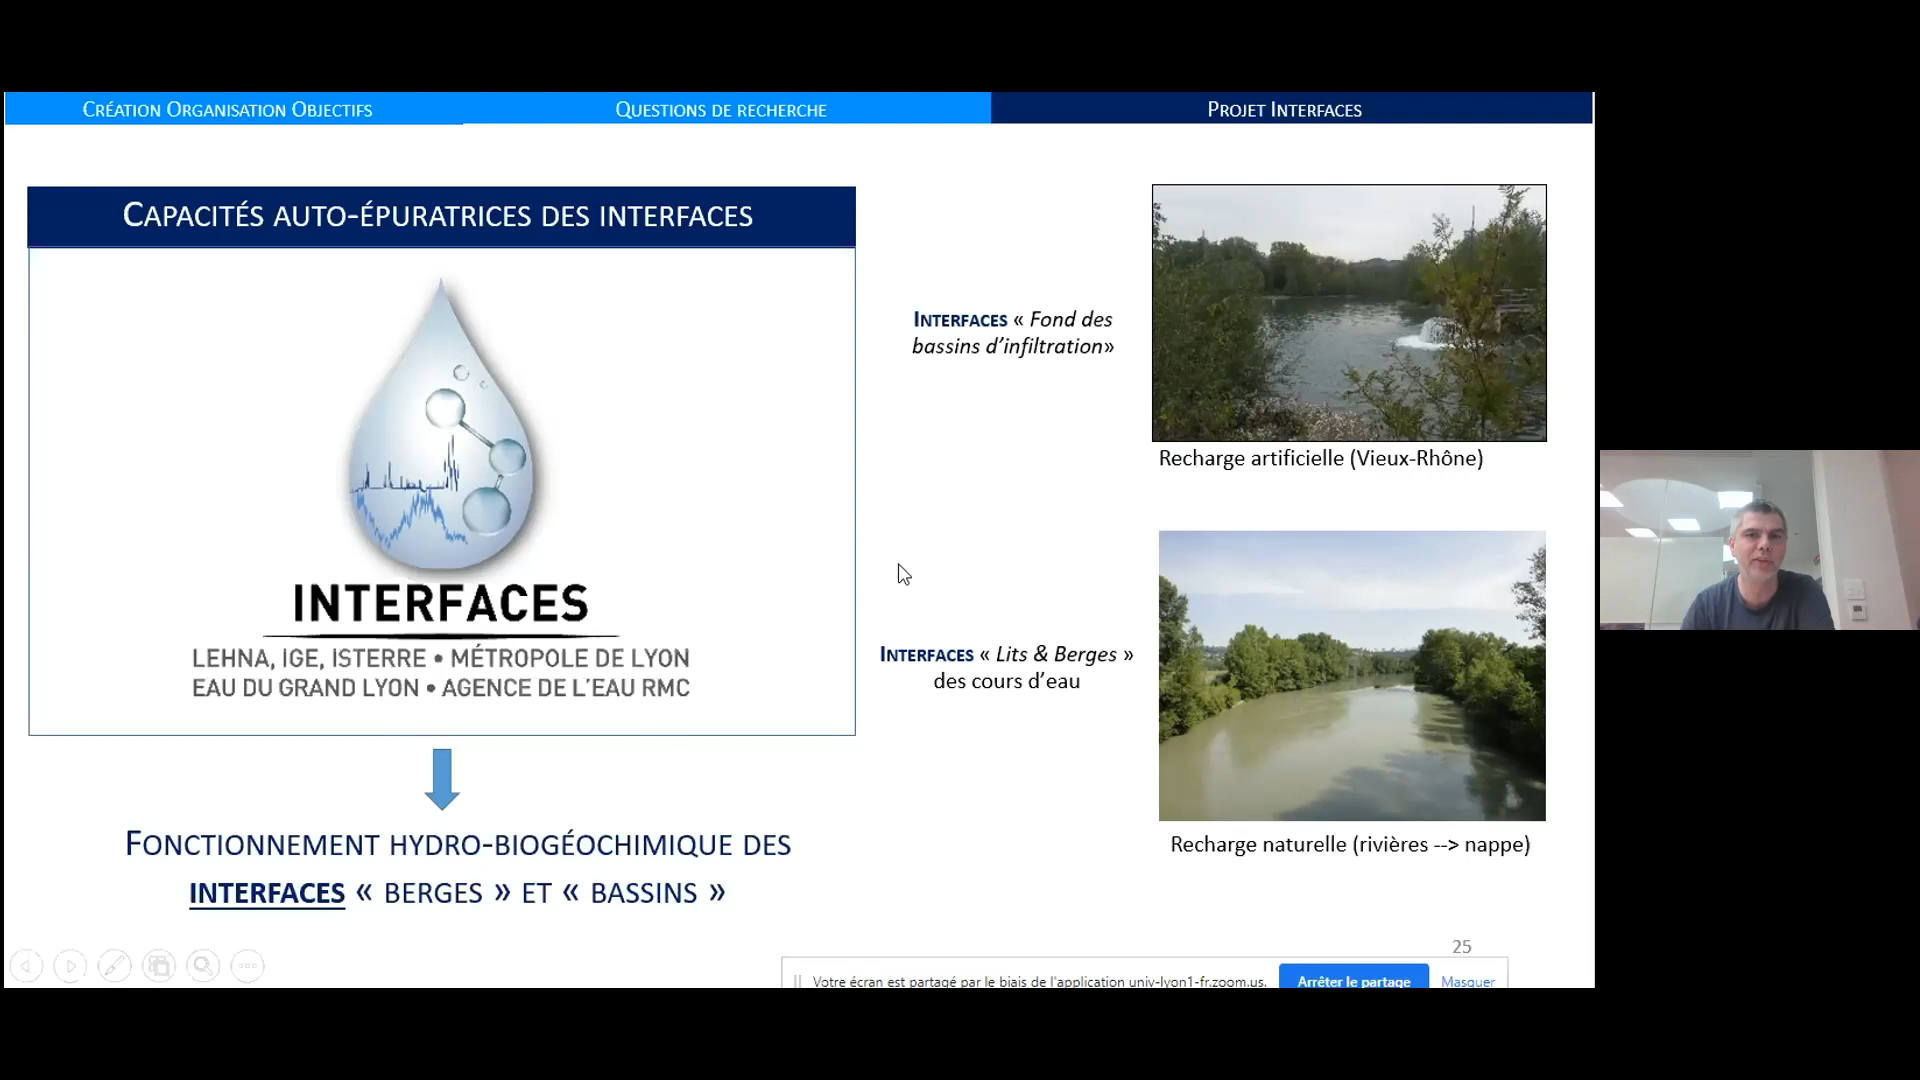 CRÉATION ORGANISATION OBJECTIFS
QUESTIONS DE RECHERCHE
PROJET INTERFACES
CAPACITÉS AUTO-ÉPURATRICES DES INTERFACES
INTERFACES
LEHNA, IGE, ISTERRE • MÉTROPOLE DE LYON
EAU DU GRAND LYON • AGENCE DE L'EAU RMC
FONCTIONNEMENT HYDRO-BIOGÉOCHIMIQUE DES
INTERFACES « BERGES » ET « BASSINS »
INTERFACES « Fond des
bassins d'infiltration»
Recharge artificielle (Vieux-Rhône)
INTERFACES « Lits & Berges »
des cours d'eau
Recharge naturelle (rivières --> nappe)
25
Votre écran est partagé par le biais de l'application univ-lyon1-fr.zoom.us.
Arrêter le partage
Masquer